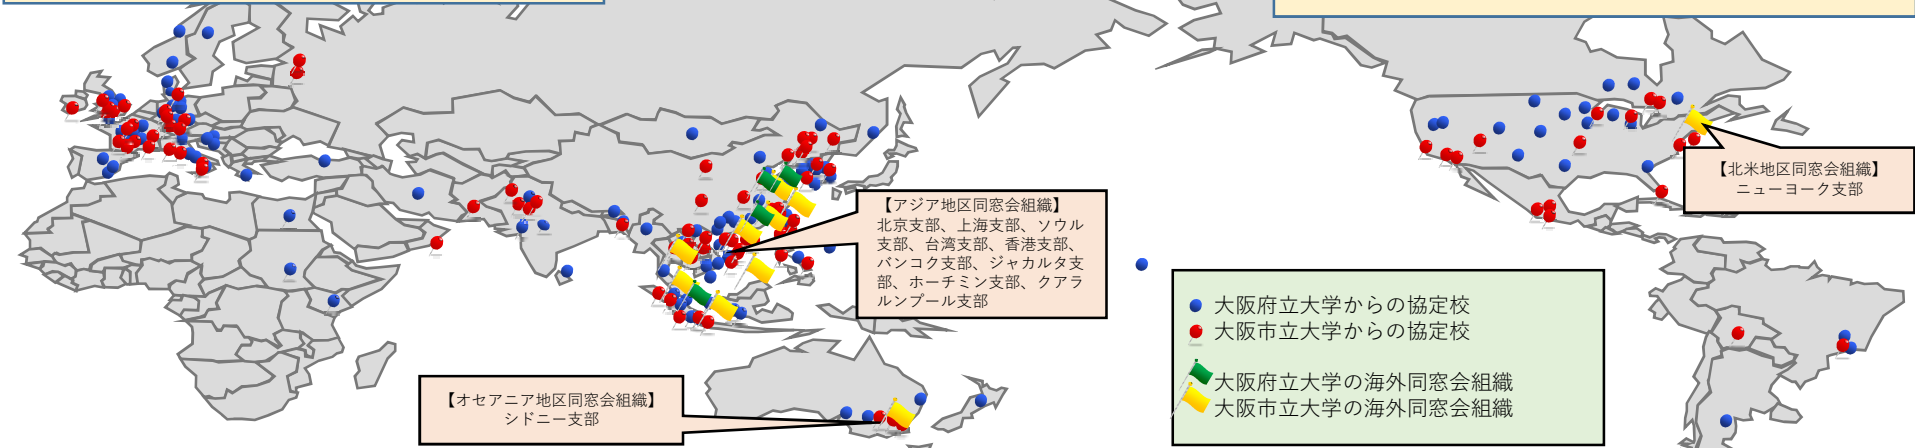 【北米地区同窓会組織】
ニューヨーク支部
【アジア地区同窓会組織】
北京支部、上海支部、ソウル
支部、台湾支部、香港支部、
バンコク支部、ジャカルタ支
部、ホーチミン支部、クアラ
ルンプール支部
大阪府立大学からの協定校
大阪市立大学からの協定校
大阪府立大学の海外同窓会組織
大阪市立大学の海外同窓会組織
【オセアニア地区同窓会組織】
シドニー支部